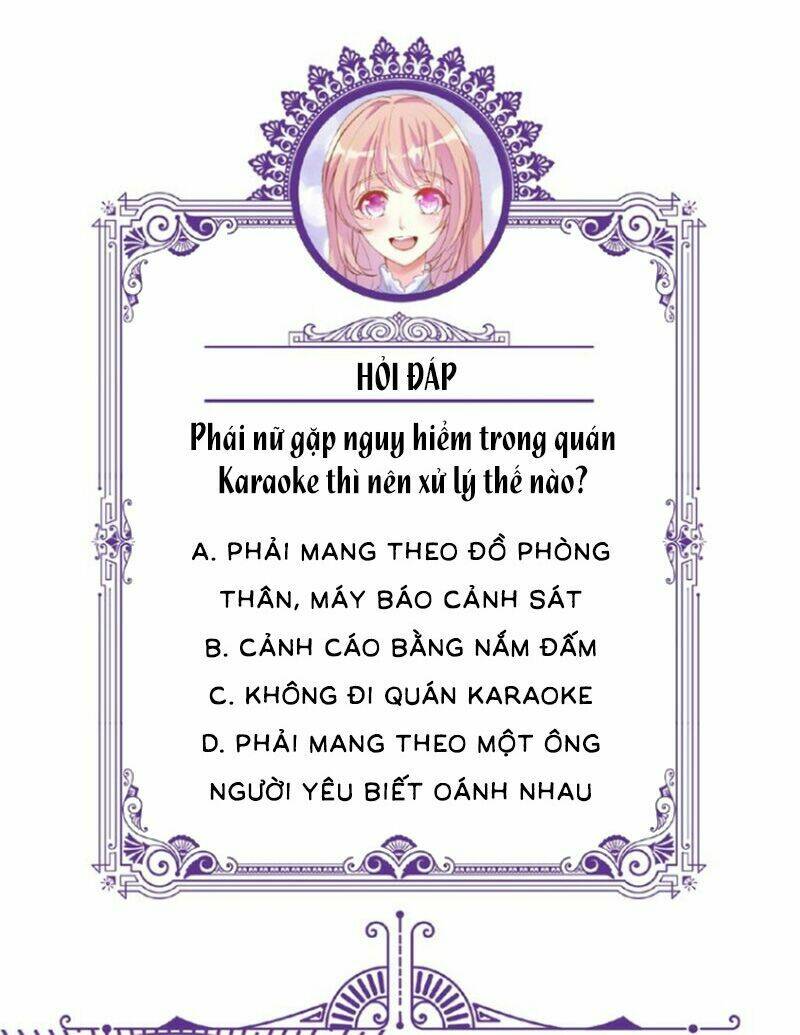 HỎI ĐÁP
Phái nữ gặp nguy hiểm trong quán
Karaoke thì nên xử lý thế nào?
A. PHẢI MANG THEO ĐỒ PHÒNG
THÂN, MÁY BÁO CẢNH SÁT
B. CẢNH CÁO BẰNG NẮM ĐẤM
C. KHÔNG ĐI QUÁN KARAOKE
D. PHẢI MANG THEO MỘT ÔNG
NGƯỜI YÊU BIẾT OÁNH NHAU